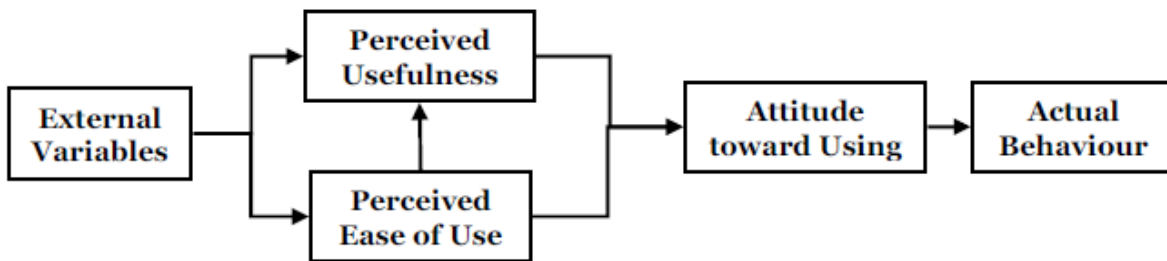 External
Variables
Perceived
Usefulness
Perceived
Ease of Use
Attitude
toward Using
Actual
Behaviour